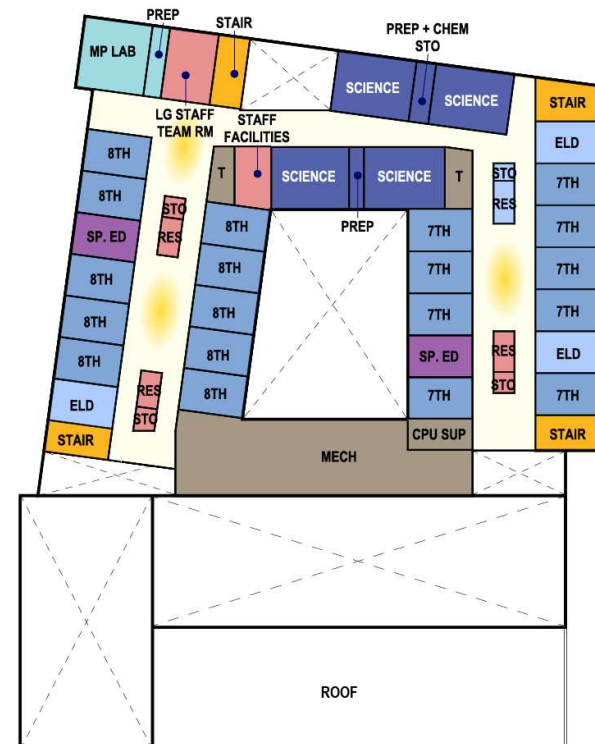 PREP
STAIR
PREP + CHEM
STO
MP LAB
SCIENCE
SCIENCE
STAIR
LG STAFF
TEAM RM
STAFF
FACILITIES
ELD
8TH
T
SCIENCE
SCIENCE
T
STO
RES
7TH
8TH
STO
RES
PREP
7TH
SP. ED
8TH
7TH
7TH
8TH
8TH
7TH
7TH
8TH
8TH
7TH
RES
STO
ELD
8TH
8TH
SP. ED
7TH
ELD
RES
STO
8TH
7TH
STAIR
CPU SUP
STAIR
MECH
ROOF